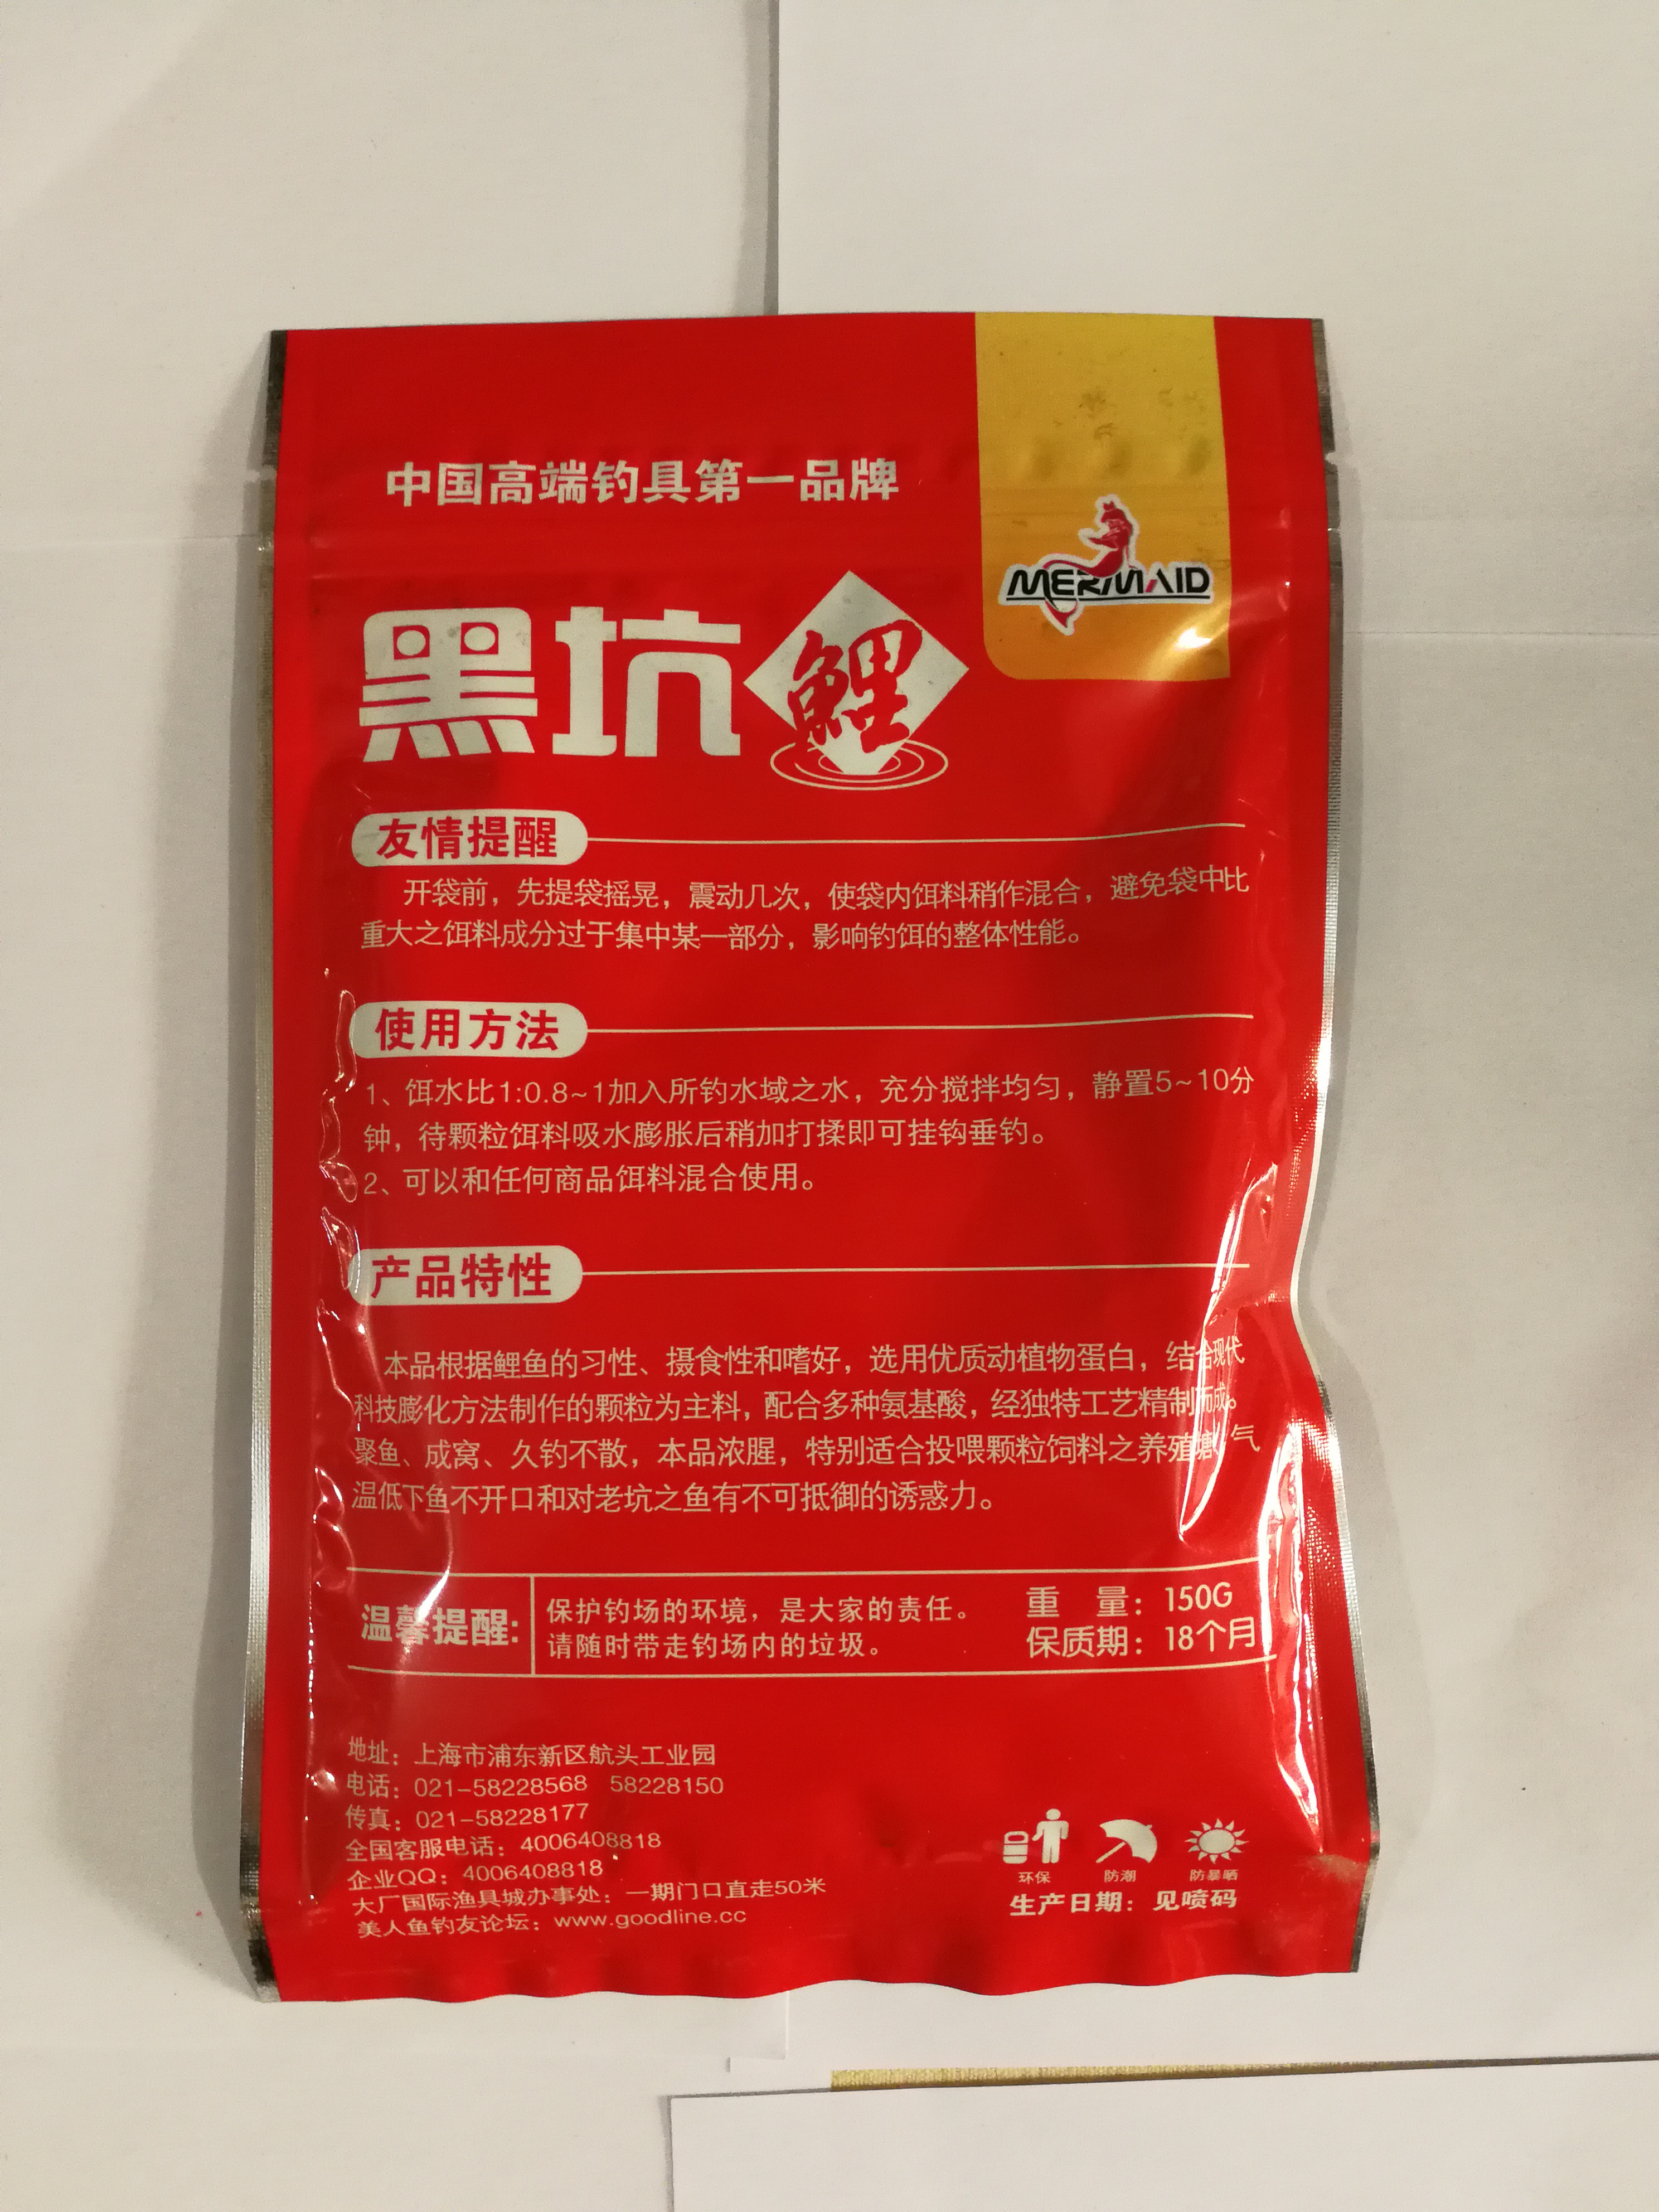 中国高端钓具第一品牌
MERMAID
黑坑鲤
友情提醒
开袋前，先提袋摇晃，震动几次，使袋内饵料稍作混合，避免袋中比
重大之饵料成分过于集中某一部分，影响钓饵的整体性能。
使用方法
1、饵水比1:0.8~1加入所钓水域之水，充分搅拌均匀，静置5~10分
钟，待颗粒饵料吸水膨胀后稍加打揉即可挂钩垂钓。
2、可以和任何商品饵料混合使用。
产品特性
本品根据鲤鱼的习性、摄食性和嗜好，选用优质动植物蛋白，结合现代
科技膨化方法制作的颗粒为主料，配合多种氨基酸，经独特工艺精制而成。
聚鱼、成窝、久钓不散，本品浓腥，特别适合投喂颗粒饲料之养殖 气
温低下鱼不开口和对老坑之鱼有不可抵御的诱惑力。
温馨提醒:
保护钓场的环境，是大家的责任。
请随时带走钓场内的垃圾。
重 量：150G
保质期：18个月
地址：上海市浦东新区航头工业园
电话：021-58228568 58228150
传真：021-58228177
全国客服电话：4006408818
企业QQ：4006408818
大厂国际渔具城办事处：一期门口直走50米
美人鱼钓友论坛：www.goodline.cc
环保 防潮 防暴晒
生产日期：见喷码